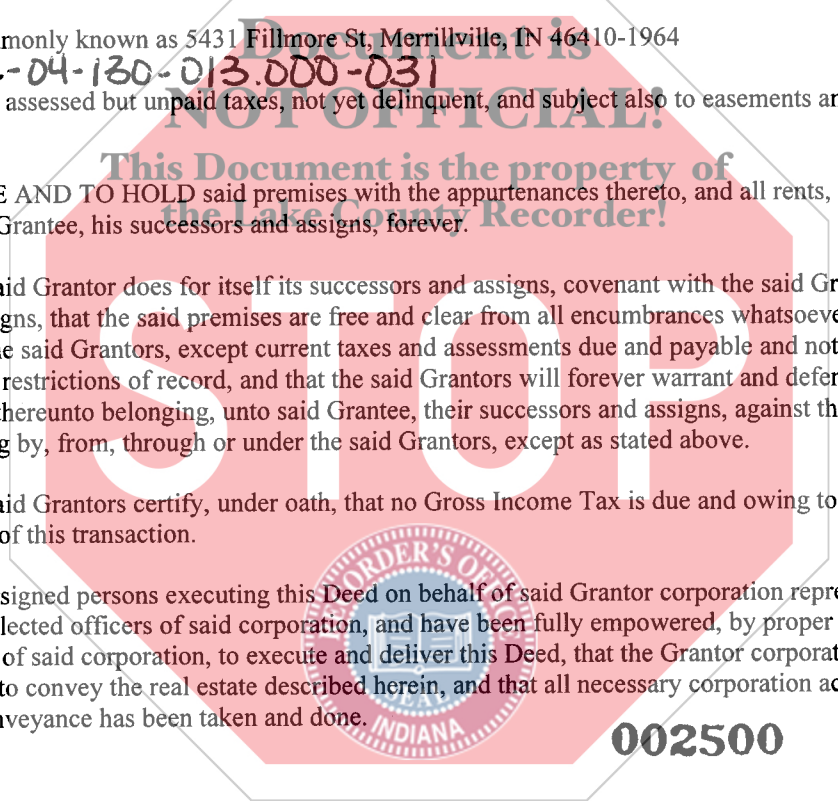 Document is
monly known as 5431 Fillmore St, Merrillville, IN 46410-1964
-04-130-013.000-031
assessed but unpaid taxes, not yet delinquent, and subject also to easements
NOT OFFICIAL!
This Document is the property of
E AND TO HOLD said premises with the appurtenances thereto, and all rents,
the Lake County Recorder!
Grantee, his successors and assigns, forever.
aid Grantor does for itself its successors and assigns, covenant with the said Gr
gns, that the said premises are free and clear from all encumbrances whatsoeve
e said Grantors, except current taxes and assessments due and payable and not
restrictions of record, and that the said Grantors will forever warrant and defen
thereunto belonging, unto said Grantee, their successors and assigns, against th
g by, from, through or under the said Grantors, except as stated above.
STOP
aid Grantors certify, under oath, that no Gross Income Tax is due and owing to
of this transaction.
RECORDER'S OFFICE
signed persons executing this Deed on behalf of said Grantor corporation repre
lected officers of said corporation, and have been fully empowered, by proper
of said corporation, to execute and deliver this Deed, that the Grantor corporat
to convey the real estate described herein, and that all necessary corporation ac
SEAL
nveyance has been taken and done.
INDIANA
002500